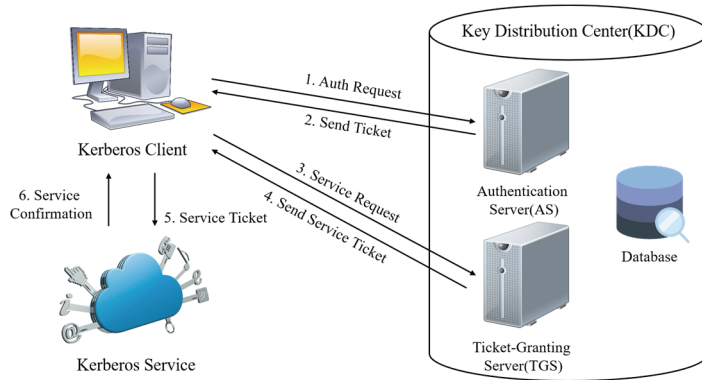 Key Distribution Center(KDC)
1. Auth Request
2. Send Ticket
Kerberos Client
3. Service Request
4. Send Service Ticket
Authentication
Server(AS)
6. Service
Confirmation
5. Service Ticket
Database
Kerberos Service
Ticket-Granting
Server(TGS)